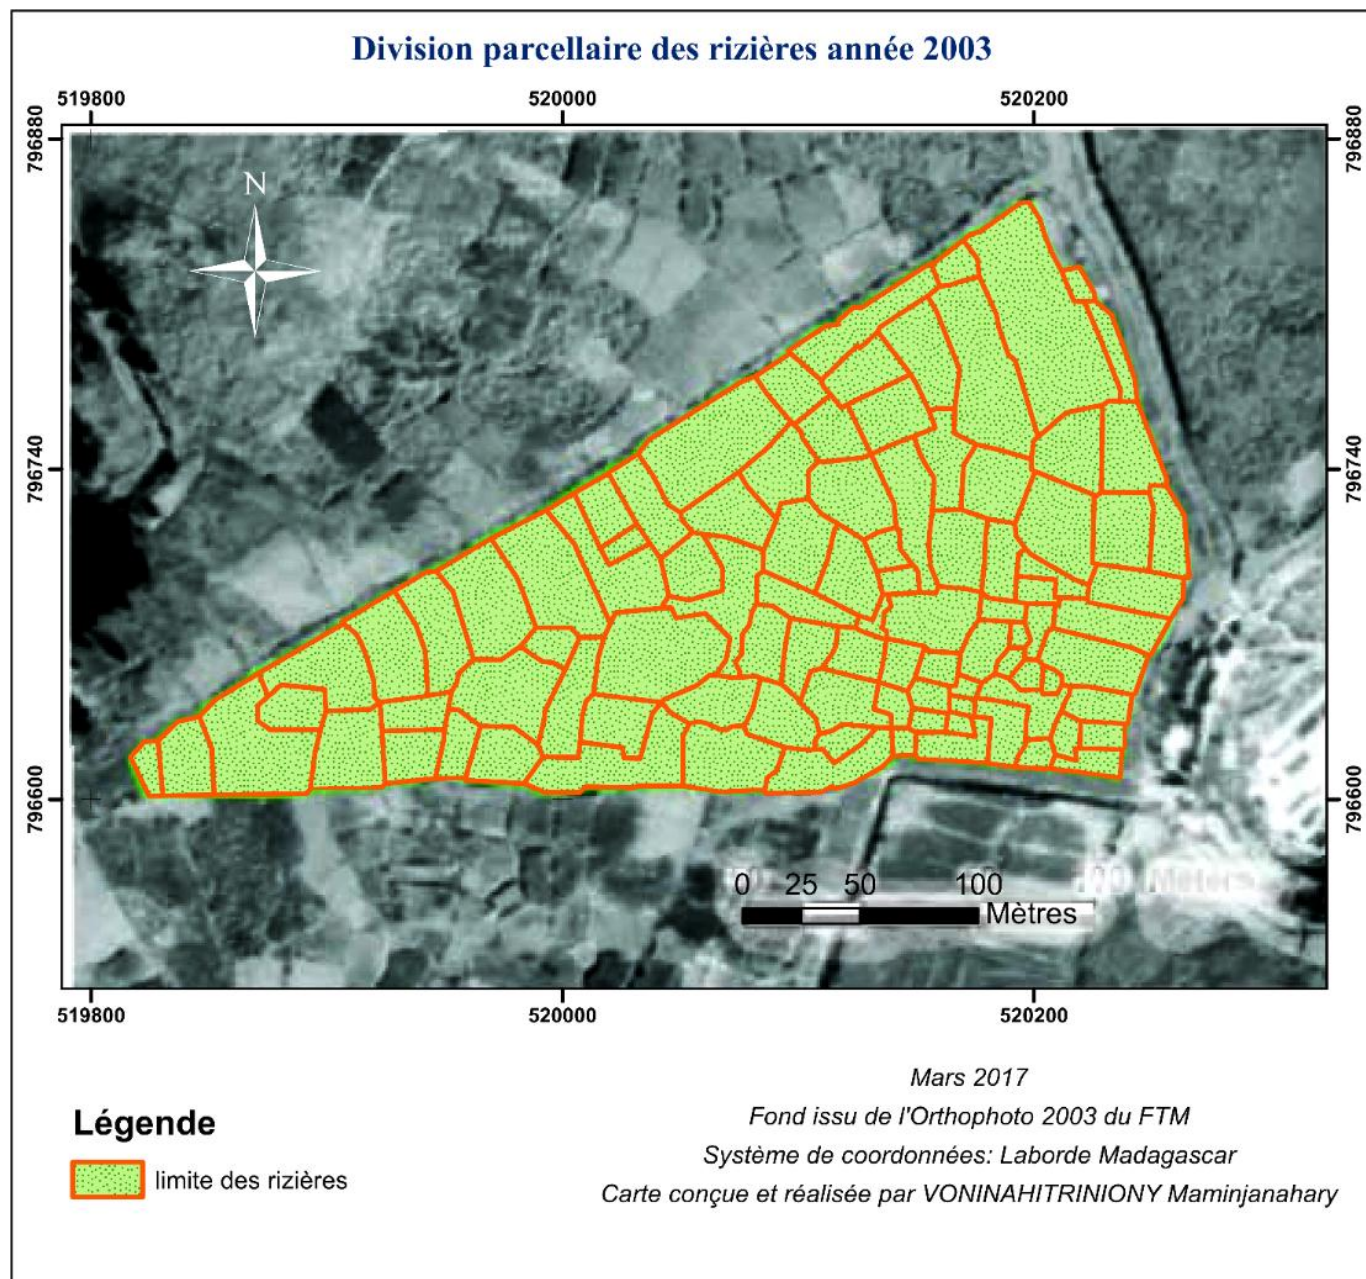 Division parcellaire des rizières année 2003
519800 520000 520200
796880 796880
N
796740 796740
796600 796600
0 25 50 100
Mètres
519800 520000 520200
Mars 2017
Légende
Fond issu de l'Orthophoto 2003 du FTM
Système de coordonnées: Laborde Madagascar
limite des rizières
Carte conçue et réalisée par VONINAHITRINIONY Maminjanahary